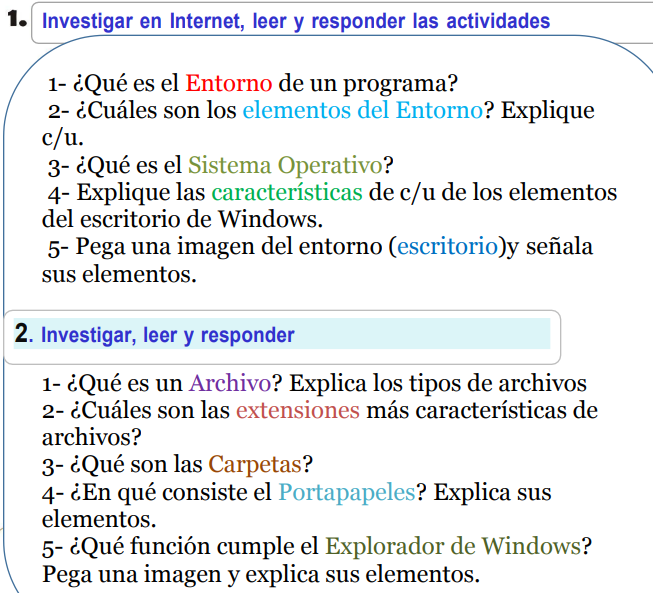 1. Investigar en Internet, leer y responder las actividades
1- ¿Qué es el Entorno de un programa?
2- ¿Cuáles son los elementos del Entorno? Explique
c/u.
3- ¿Qué es el Sistema Operativo?
4- Explique las características de c/u de los elementos
del escritorio de Windows.
5- Pega una imagen del entorno (escritorio)y señala
sus elementos.
2. Investigar, leer y responder
1- ¿Qué es un Archivo? Explica los tipos de archivos
2- ¿Cuáles son las extensiones más características de
archivos?
3- ¿Qué son las Carpetas?
4- ¿En qué consiste el Portapapeles? Explica sus
elementos.
5- ¿Qué función cumple el Explorador de Windows?
Pega una imagen y explica sus elementos.